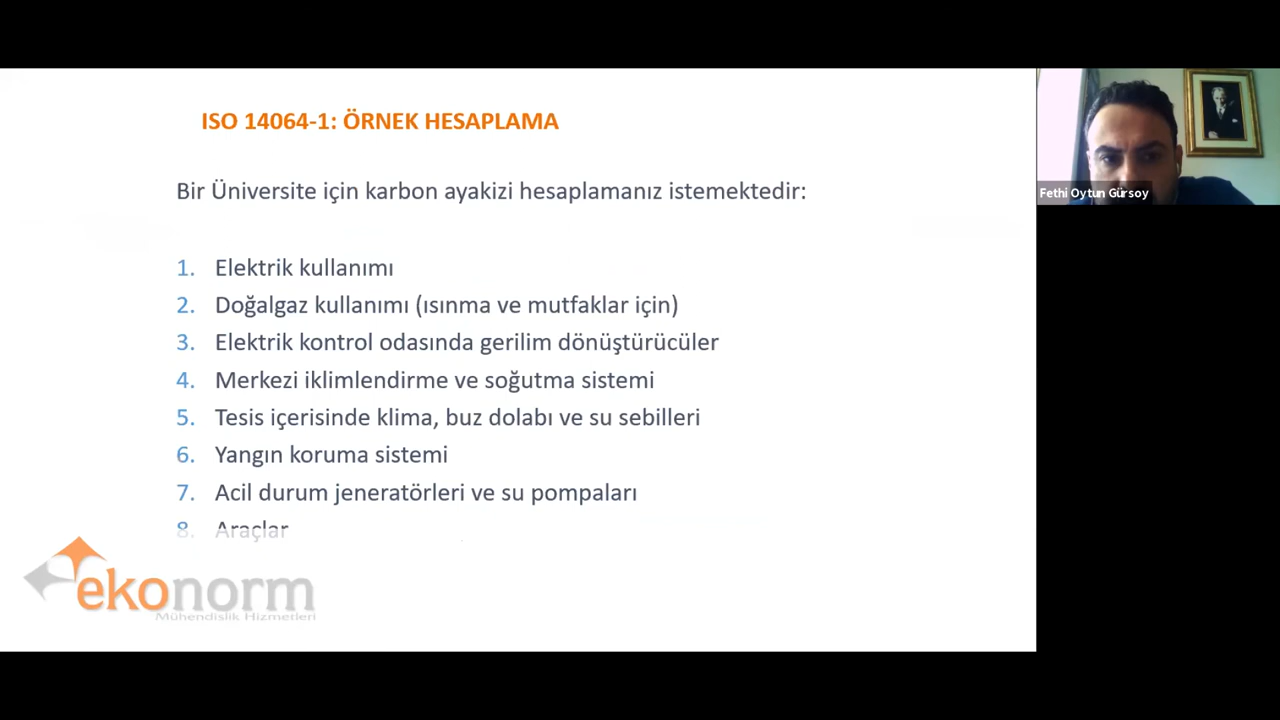 ISO 14064-1: ÖRNEK HESAPLAMA
Bir Üniversite için karbon ayakizi hesaplamanız istemektedir:
1. Elektrik kullanımı
2. Doğalgaz kullanımı (ısınma ve mutfaklar için)
3. Elektrik kontrol odasında gerilim dönüştürücüler
4. Merkezi iklimlendirme ve soğutma sistemi
5. Tesis içerisinde klima, buz dolabı ve su sebilleri
6. Yangın koruma sistemi
7. Acil durum jeneratörleri ve su pompaları
8. Araçlar
ekonorm
Mühendislik Hizmetleri
Fethi Oytun Gürsoy